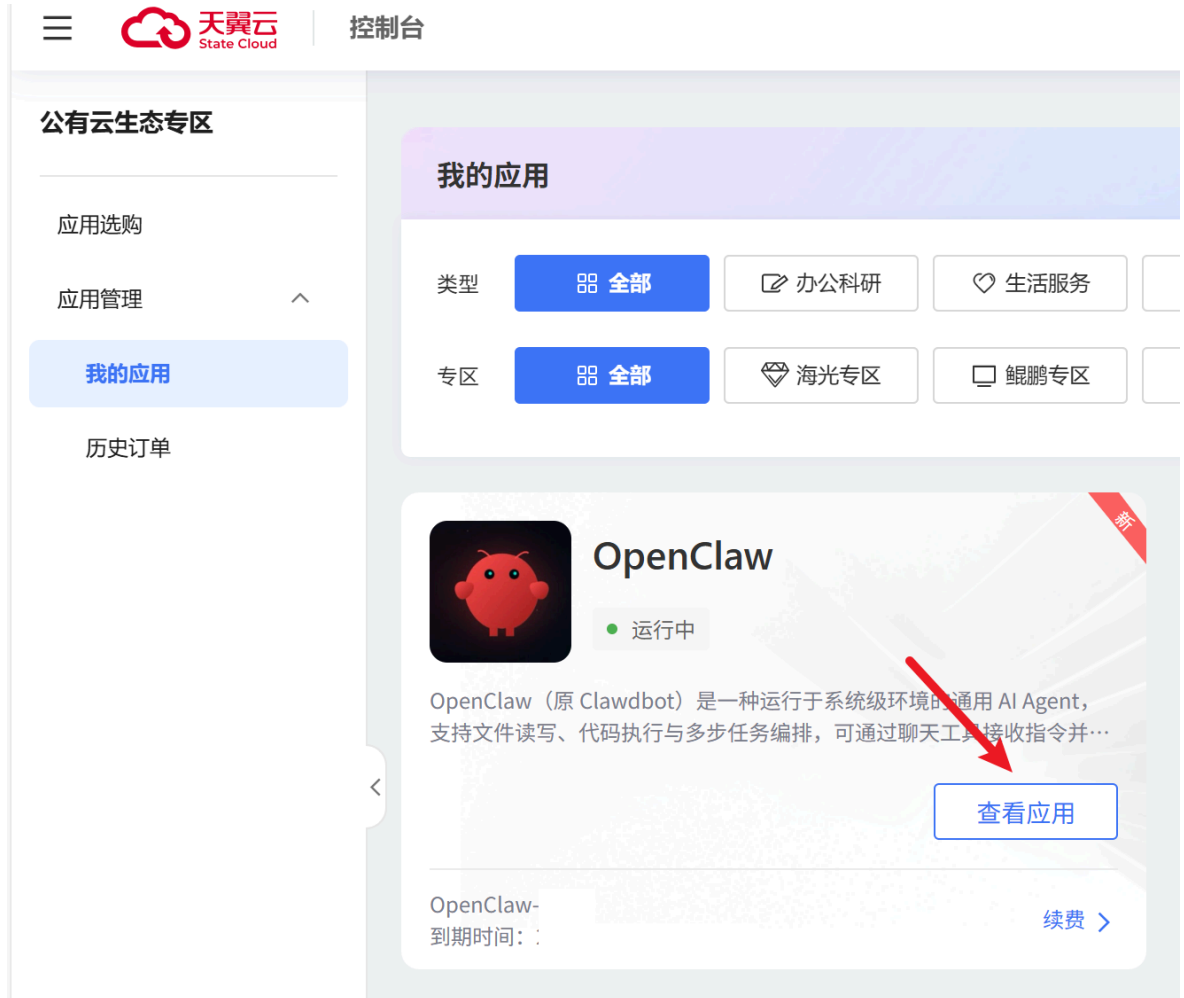 天翼云
State Cloud
控制台
公有云生态专区
应用选购
应用管理
我的应用
历史订单
我的应用
类型
全部
办公科研
生活服务
专区
全部
海光专区
鲲鹏专区
新
OpenClaw
运行中
OpenClaw（原 Clawdbot）是一种运行于系统级环境的通用 AI Agent，
支持文件读写、代码执行与多步任务编排，可通过聊天工具接收指令并…
查看应用
OpenClaw-
到期时间：
续费